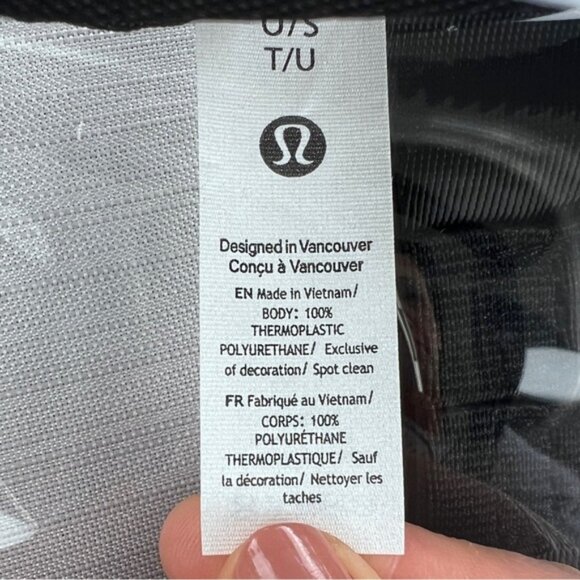 O/S
T/U
Designed in Vancouver
Conçu à Vancouver
EN Made in Vietnam/
BODY: 100%
THERMOPLASTIC
POLYURETHANE/ Exclusive
of decoration/ Spot clean
FR Fabriqué au Vietnam/
CORPS: 100%
POLYURÉTHANE
THERMOPLASTIQUE/ Sauf
la décoration/ Nettoyer les
taches